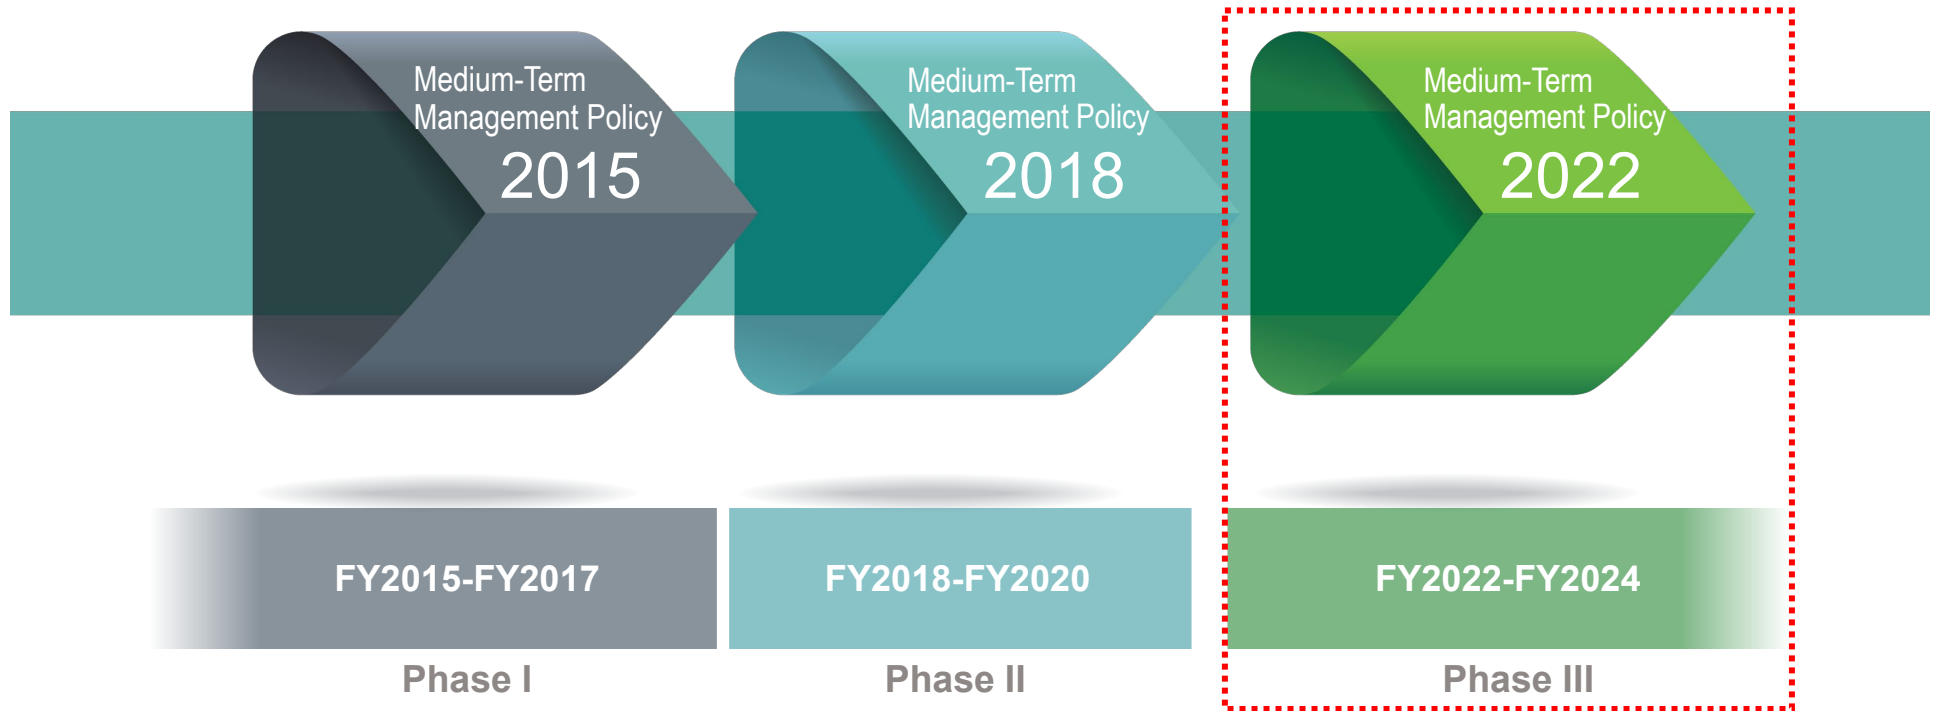 Medium-Term
Management Policy
2015
Medium-Term
Management Policy
2018
Medium-Term
Management Policy
2022
FY2015-FY2017
FY2018-FY2020
FY2022-FY2024
Phase I
Phase II
Phase III